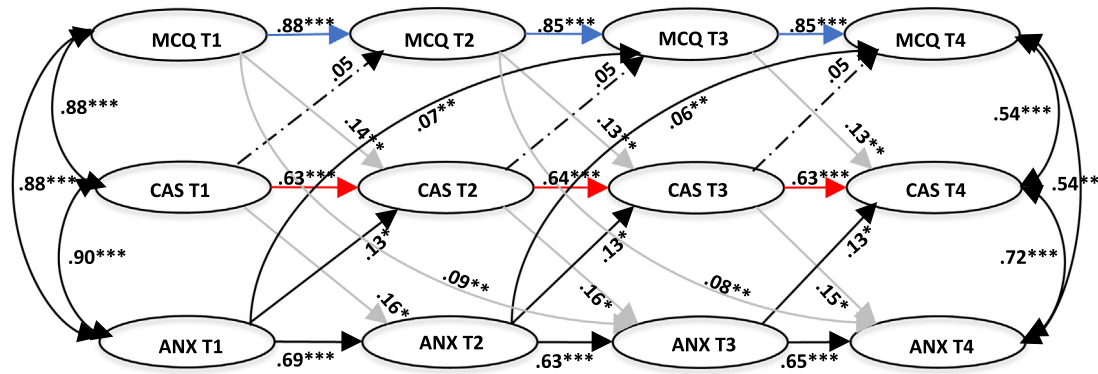 MCQ T1 .88*** MCQ T2 .85*** MCQ T3 .85*** MCQ T4
.05 .05 .05
.88*** .14** .07** .13** .06** .13** .54***
.88*** CAS T1 .63*** CAS T2 .64*** CAS T3 .63*** CAS T4 .54**
.90*** .13* .13* .13* .72***
.16* .09** .16* .08** .15*
ANX T1 .69*** ANX T2 .63*** ANX T3 .65*** ANX T4